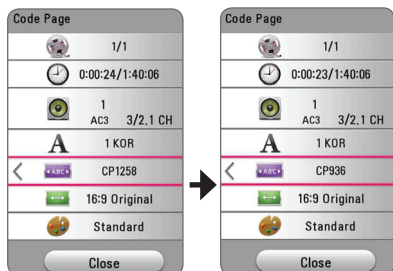 Code Page
1/1
0:00:24/1:40:06
1
AC3 3/2.1 CH
A 1 KOR
ABC CP1258
16:9 Original
Standard
Close
Code Page
1/1
0:00:23/1:40:06
1
AC3 3/2.1 CH
A 1 KOR
ABC CP936
16:9 Original
Standard
Close